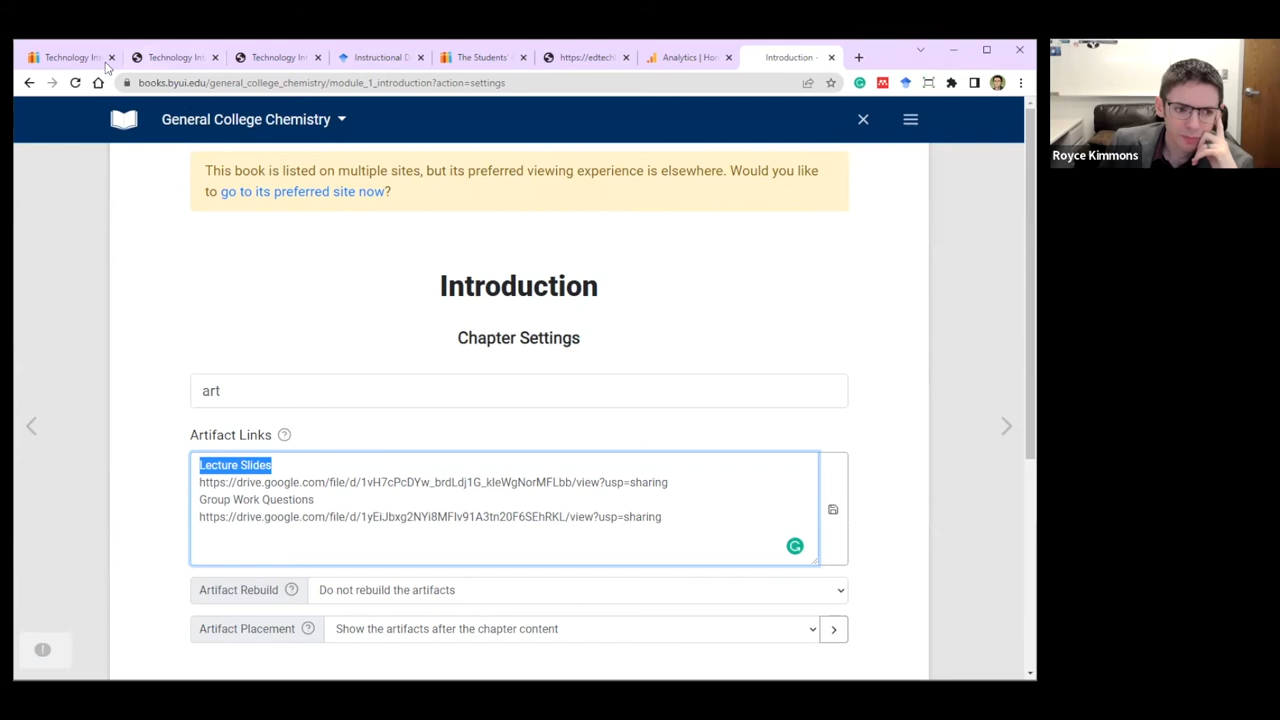 Technology In
Technology In
Technology In
Instructional D
The Students'
https://edtech
Analytics | Ho
Introduction -
books.byui.edu/general_college_chemistry/module_1_introduction?action=settings
General College Chemistry
This book is listed on multiple sites, but its preferred viewing experience is elsewhere. Would you like
to go to its preferred site now?
Introduction
Chapter Settings
art
Artifact Links
Lecture Slides
https://drive.google.com/file/d/1vH7cPcDYw_brdLdj1G_kIeWgNorMFLbb/view?usp=sharing
Group Work Questions
https://drive.google.com/file/d/1yEiJbxg2NYi8MFIv91A3tn20F6SEhRKL/view?usp=sharing
Artifact Rebuild
Do not rebuild the artifacts
Artifact Placement
Show the artifacts after the chapter content
Royce Kimmons